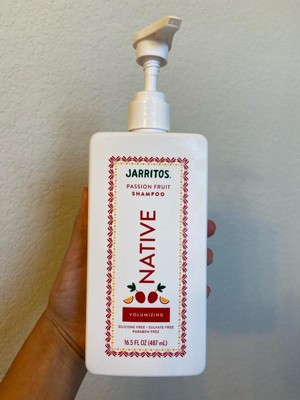 JARRITOS.
PASSION FRUIT
SHAMPOO
NATIVE
VOLUMIZING
SILICONE FREE • SULFATE FREE
PARABEN FREE
16.5 FL OZ (487 mL)